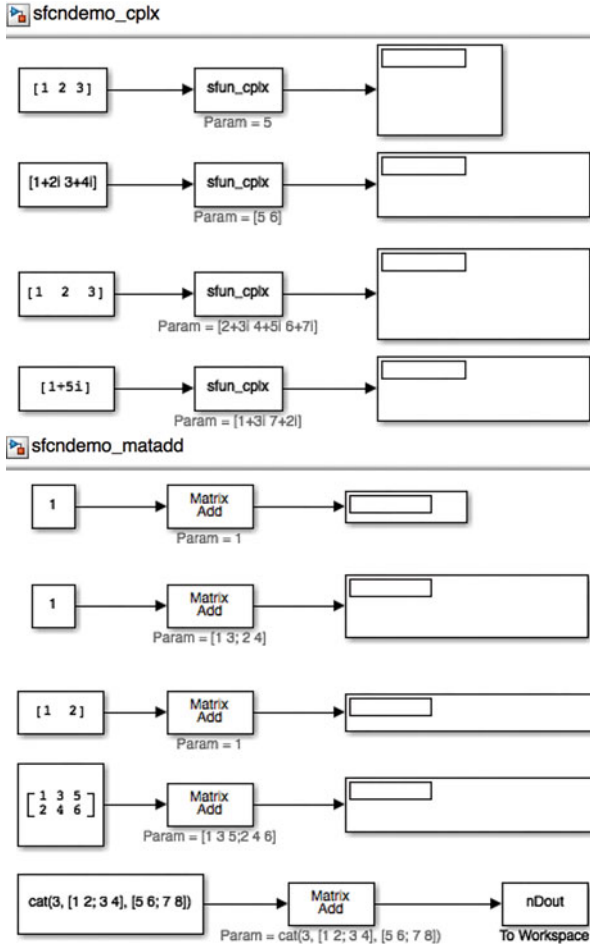 sfcndemo_cplx
[1 2 3]
sfun_cplx
Param = 5
[1+2i 3+4i]
sfun_cplx
Param = [5 6]
[1 2 3]
sfun_cplx
Param = [2+3i 4+5i 6+7i]
[1+5i]
sfun_cplx
Param = [1+3i 7+2i]
sfcndemo_matadd
1
Matrix
Add
Param = 1
1
Matrix
Add
Param = [1 3; 2 4]
[1 2]
Matrix
Add
Param = 1
[1 3 5
2 4 6]
Matrix
Add
Param = [1 3 5;2 4 6]
cat(3, [1 2; 3 4], [5 6; 7 8])
Matrix
Add
Param = cat(3, [1 2; 3 4], [5 6; 7 8])
nDout
To Workspace